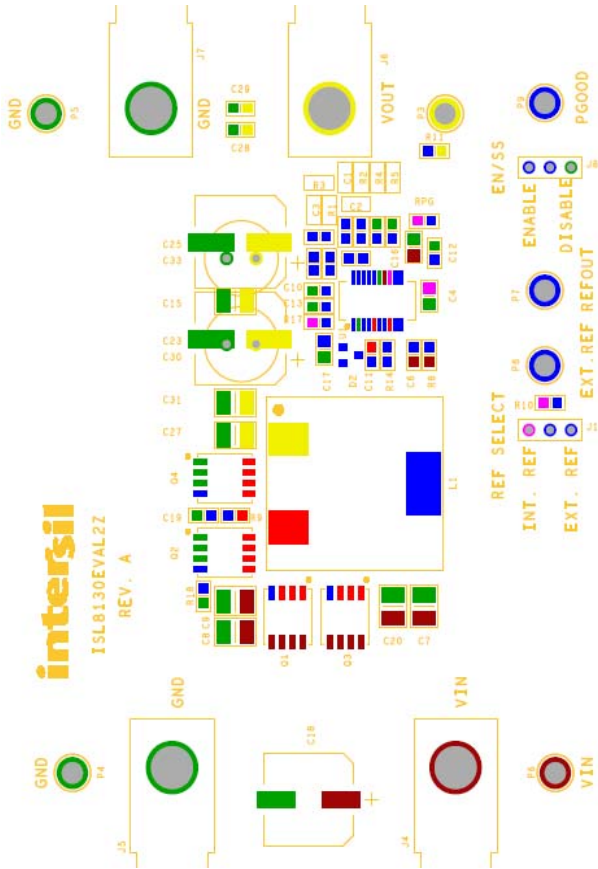 GND
P5
J7
GND
C29
C28
J6
VOUT
P3
R11
P9
PGOOD
EN/SS
J8
ENABLE
DISABLE
R3
C1
R2
R4
R5
C3
R1
C2
RPG
C16
C12
C25
C33
C15
C10
C13
R17
C4
P7
EXT.REF REFOUT
C23
C30
U1
C17
D2
C11
R14
C6
R8
R10
J1
REF SELECT
INT. REF
EXT. REF
C31
C27
Q4
C19
R9
Q2
L1
R18
C8
C9
Q1
Q3
C20
C7
intersil
ISL8130EVAL2Z
REV. A
GND
P4
GND
J5
C18
VIN
J4
VIN